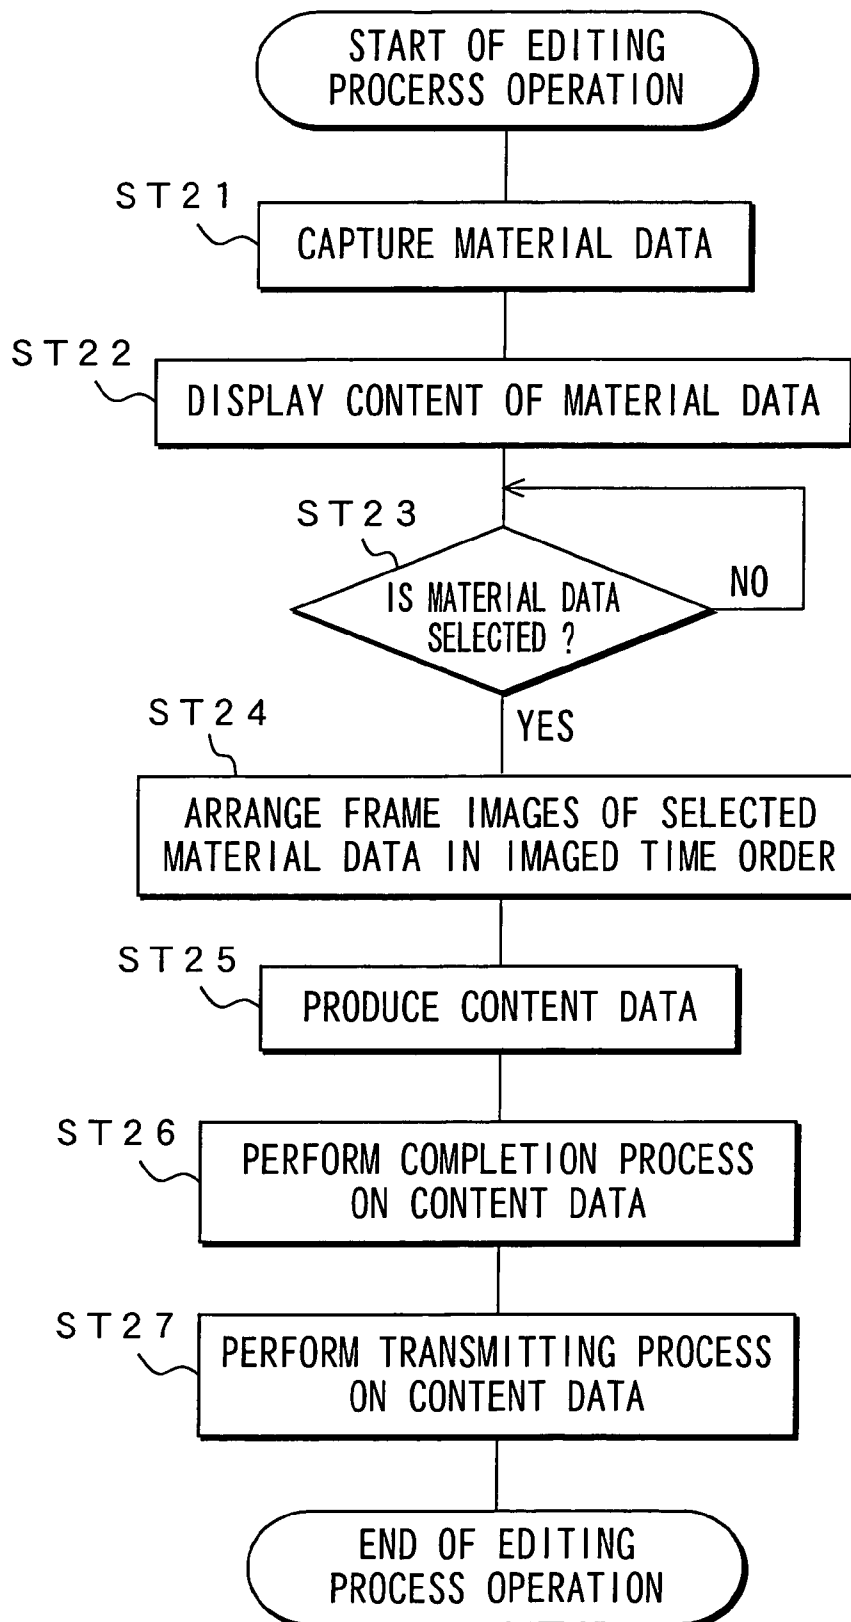 START OF EDITING
PROCERSS OPERATION
ST21
CAPTURE MATERIAL DATA
ST22
DISPLAY CONTENT OF MATERIAL DATA
ST23
IS MATERIAL DATA
SELECTED ?
NO
YES
ST24
ARRANGE FRAME IMAGES OF SELECTED
MATERIAL DATA IN IMAGED TIME ORDER
ST25
PRODUCE CONTENT DATA
ST26
PERFORM COMPLETION PROCESS
ON CONTENT DATA
ST27
PERFORM TRANSMITTING PROCESS
ON CONTENT DATA
END OF EDITING
PROCESS OPERATION